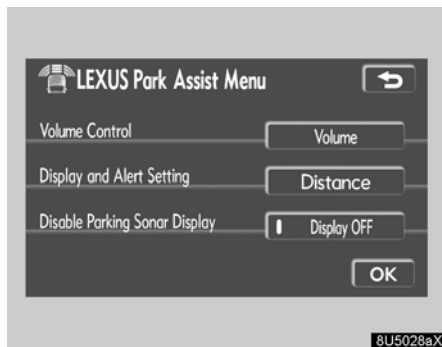 LEXUS Park Assist Menu
Volume Control Volume
Display and Alert Setting Distance
Disable Parking Sonar Display Display OFF
OK
8U5028aX